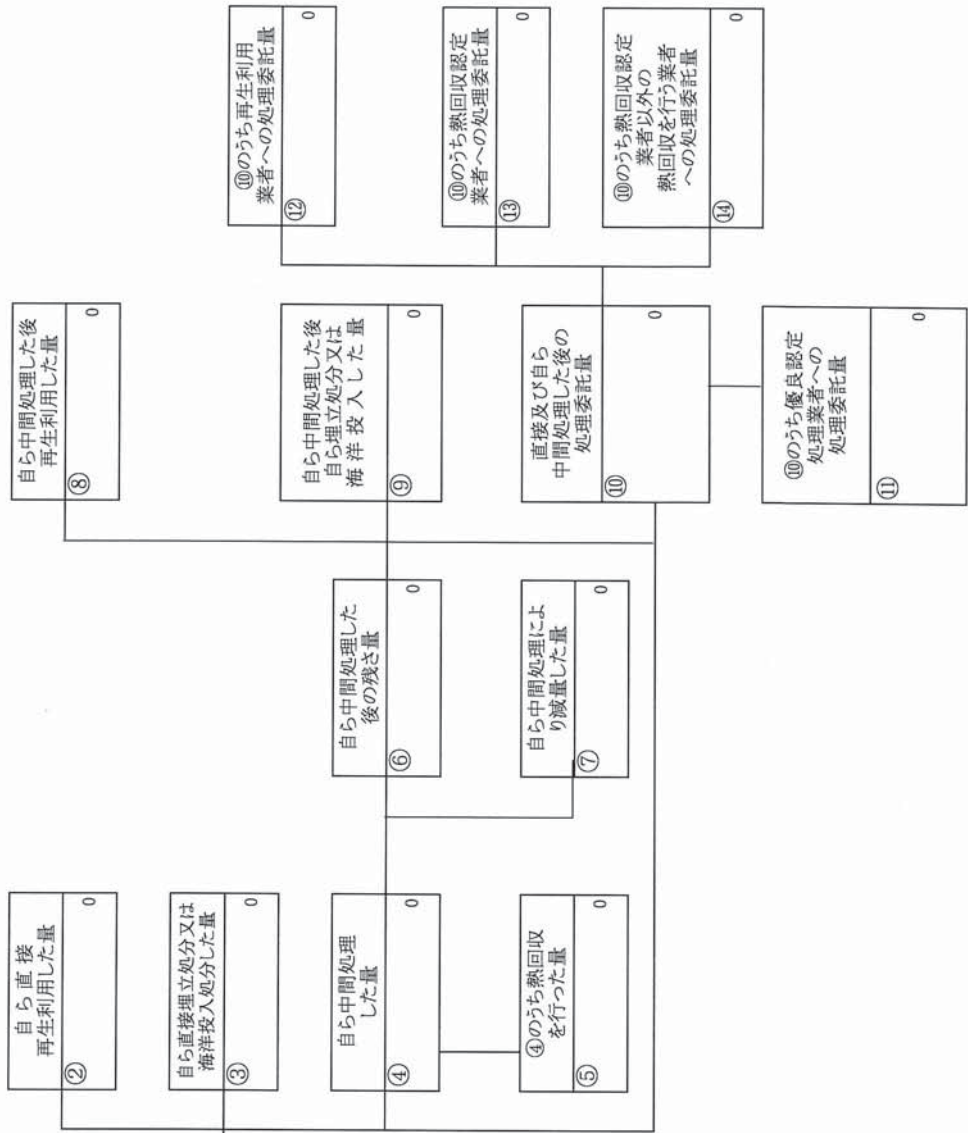 自ら直接
再生利用した量
②
0
自ら直接埋立処分又は
海洋投入処分した量
③
0
自ら中間処理
した量
④
0
④のうち熱回収
を行った量
⑤
0
自ら中間処理した
後の残さ量
⑥
0
自ら中間処理によ
り減量した量
⑦
0
自ら中間処理した後
再生利用した量
⑧
0
自ら中間処理した後
自ら埋立処分又は
海洋投入した量
⑨
0
直接及び自ら
中間処理した後の
処理委託量
⑩
0
⑩のうち優良認定
処理業者への
処理委託量
⑪
0
⑩のうち再生利用
業者への処理委託量
⑫
0
⑩のうち熱回収認定
業者への処理委託量
⑬
0
⑩のうち熱回収認定
業者以外の
熱回収を行う業者
への処理委託量
⑭
0